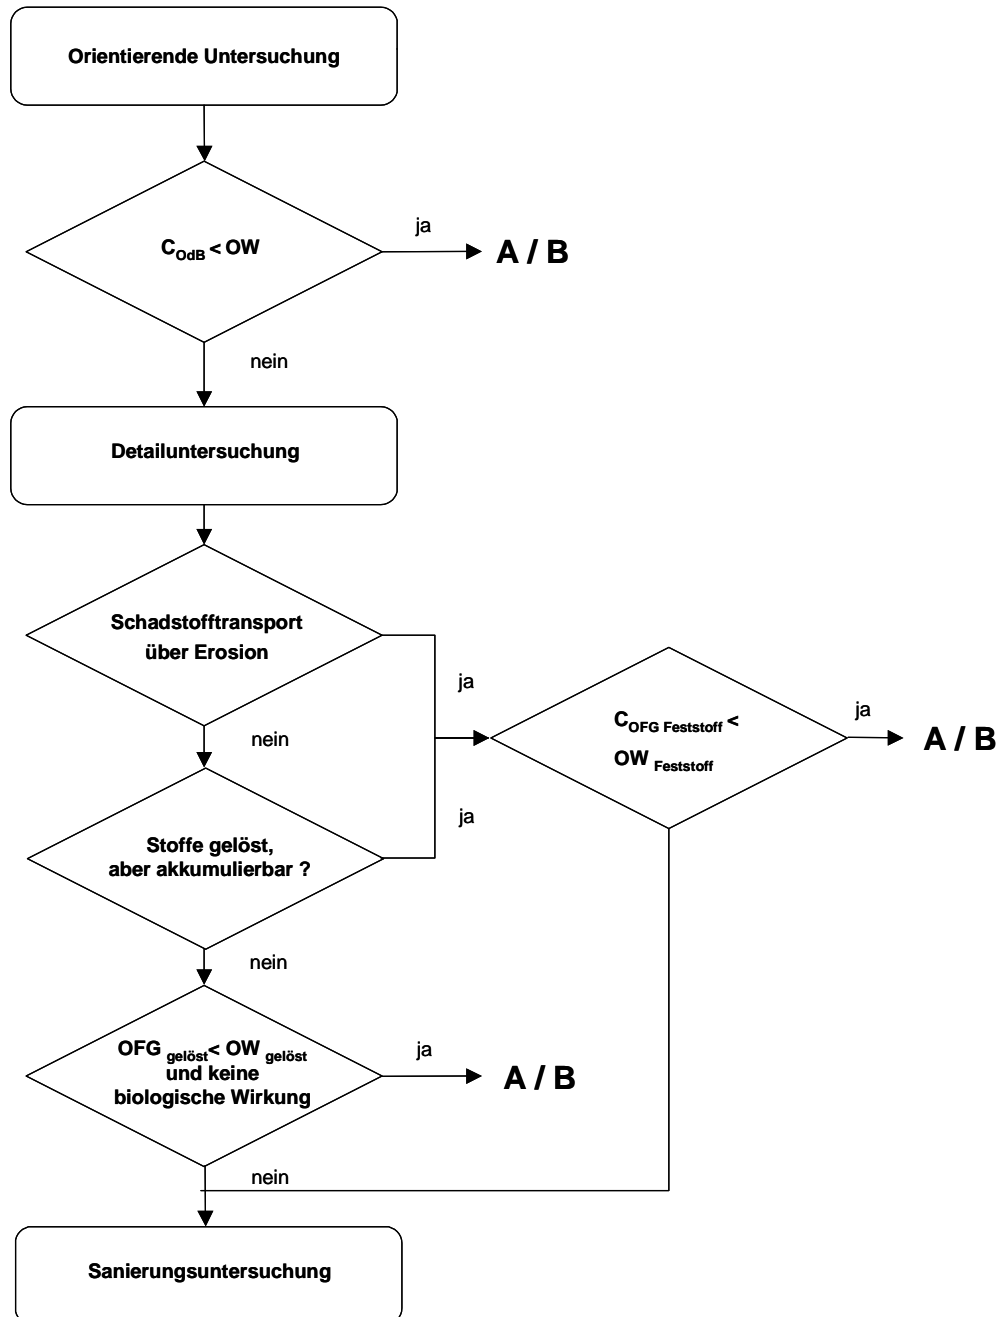 Orientierende Untersuchung
C OdB < OW
ja
A / B
nein
Detailuntersuchung
Schadstofftransport
über Erosion
ja
nein
C OFG Feststoff <
OW Feststoff
ja
A / B
Stoffe gelöst,
aber akkumulierbar ?
ja
nein
OFG gelöst < OW gelöst
und keine
biologische Wirkung
ja
A / B
nein
Sanierungsuntersuchung